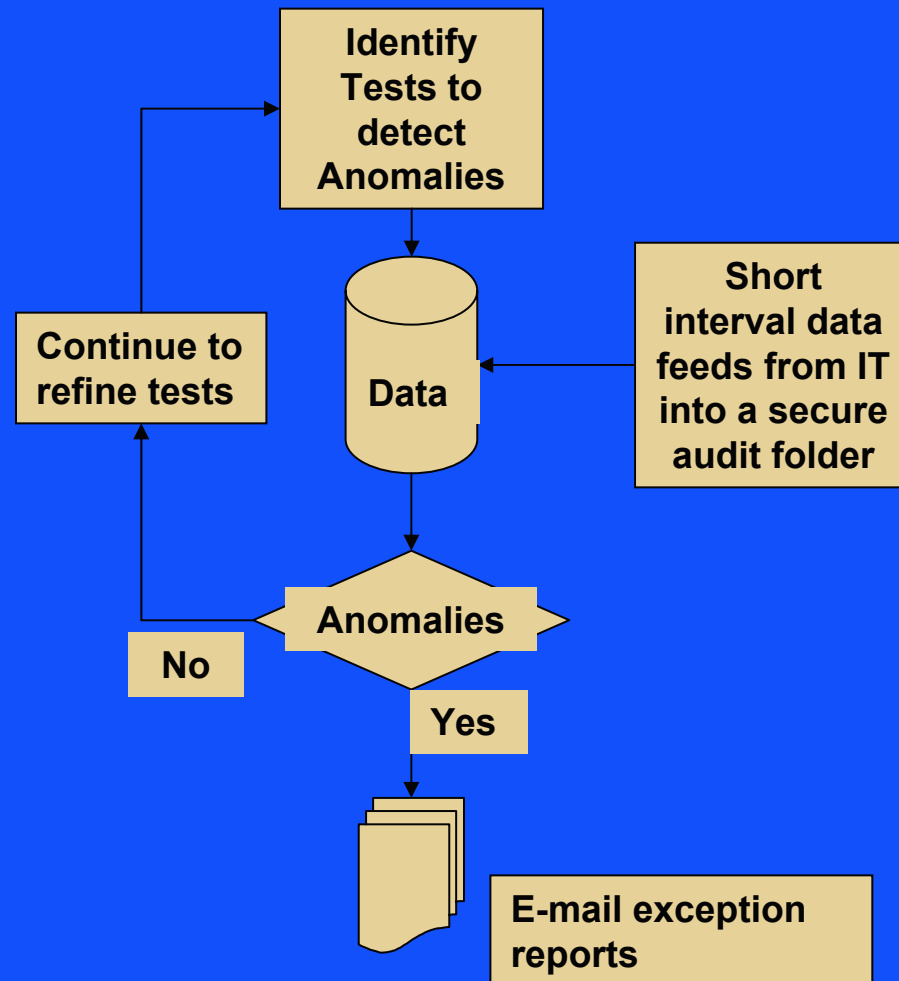 Identify
Tests to
detect
Anomalies
Short
interval data
feeds from IT
into a secure
audit folder
Continue to
refine tests
Data
Anomalies
No
Yes
E-mail exception
reports